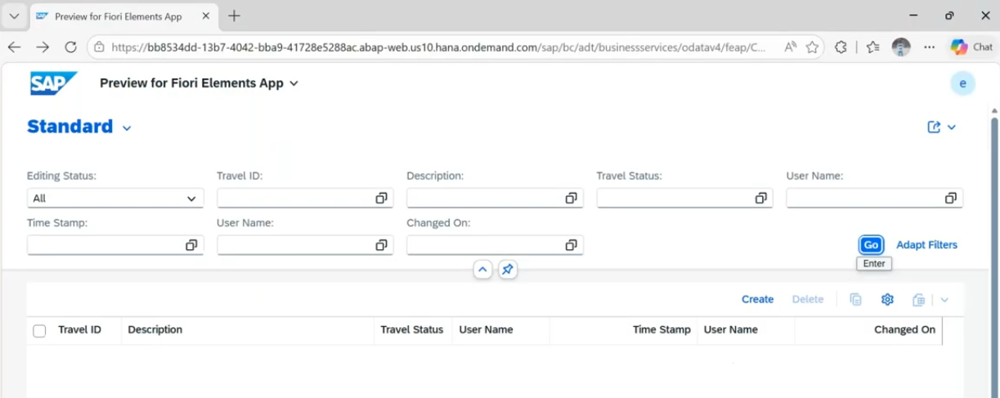 Preview for Fiori Elements App
https://bb8534dd-13b7-4042-bba9-41728e5288ac.abap-web.us10.hana.ondemand.com/sap/bc/adt/businessservices/odatav4/feap/C... A Chat
SAP Preview for Fiori Elements App e
Standard
Editing Status: Travel ID: Description: Travel Status: User Name:
All
Time Stamp: User Name: Changed On:
Go Adapt Filters
Enter
Create Delete
Travel ID Description Travel Status User Name Time Stamp User Name Changed On